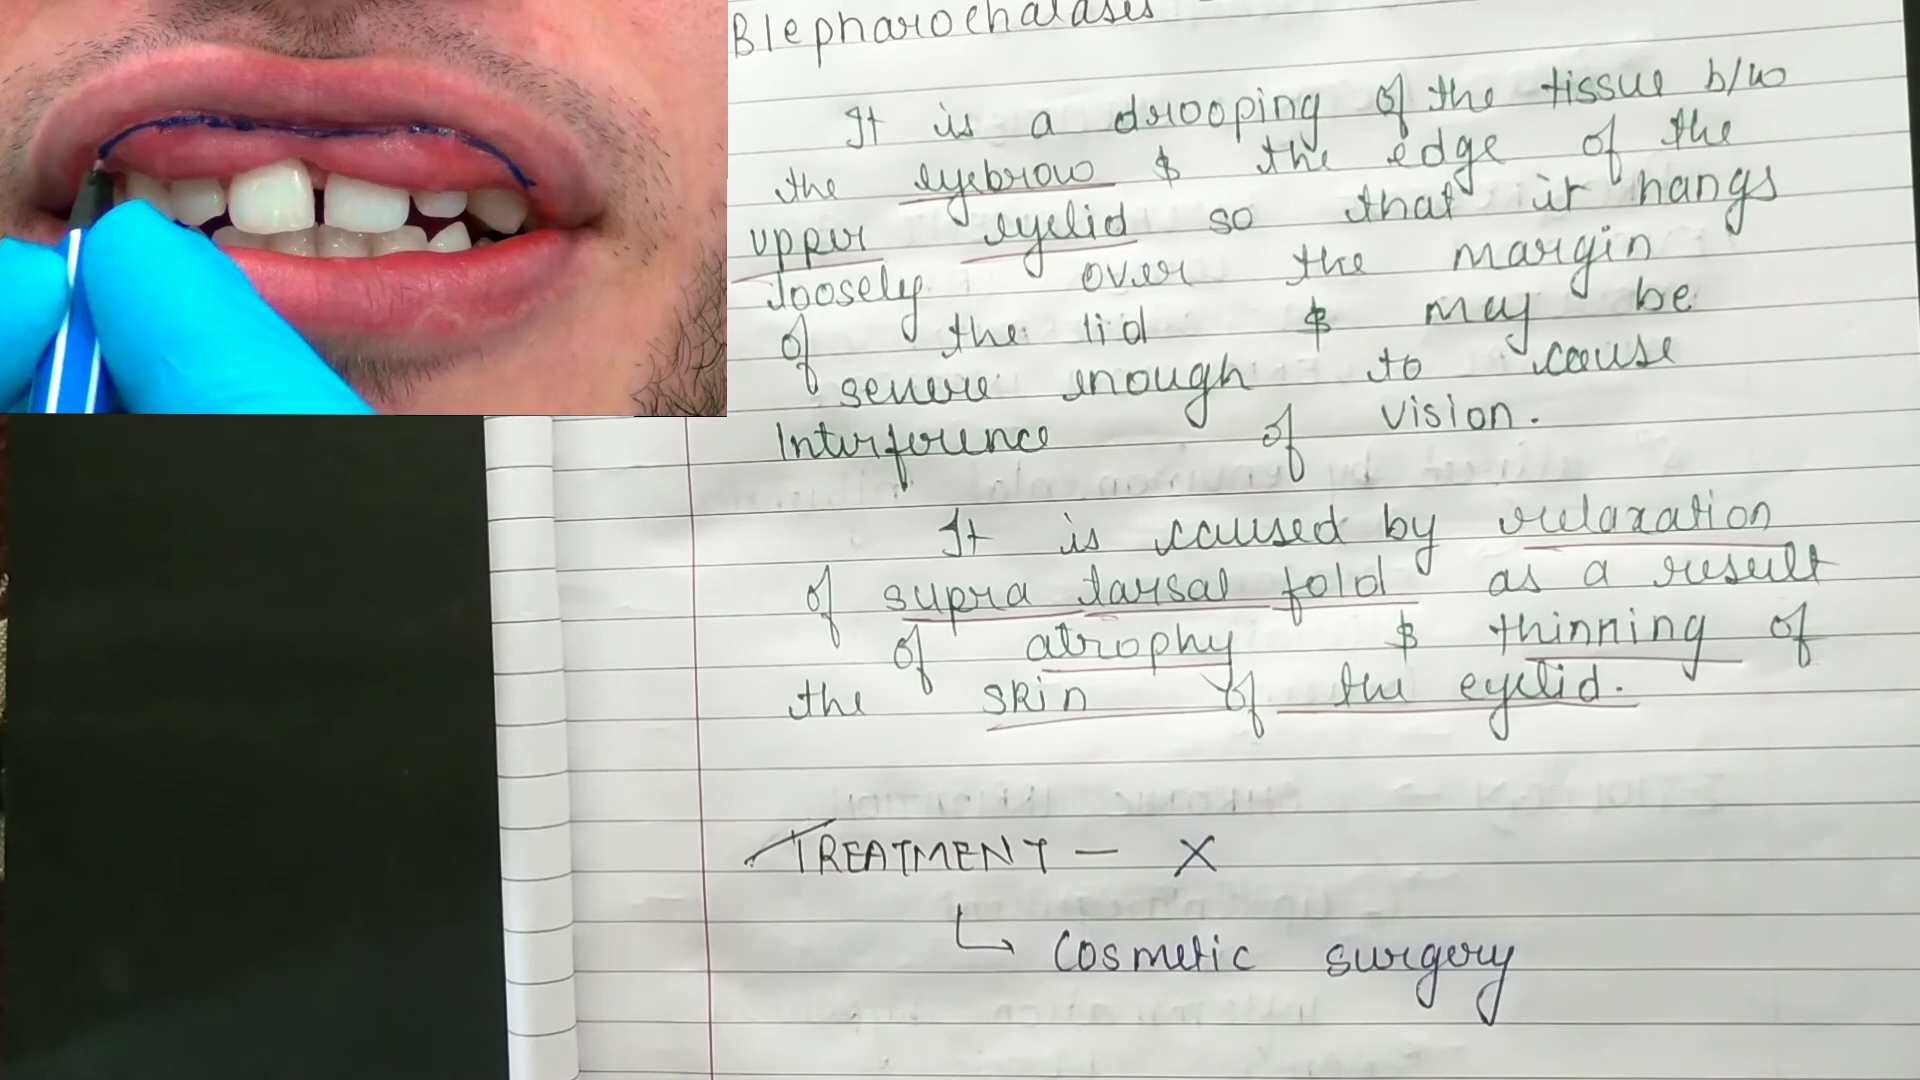 Blepharochalasis
It is a drooping of the tissue b/w
the eyebrow & the edge of the
upper eyelid so that it hangs
loosely over the margin
of the lid & may be
severe enough to cause
Interference of vision.
It is caused by relaxation
of supra tarsal fold as a result
of atrophy & thinning of
the skin of the eyelid.
TREATMENT - X
↳ cosmetic surgery